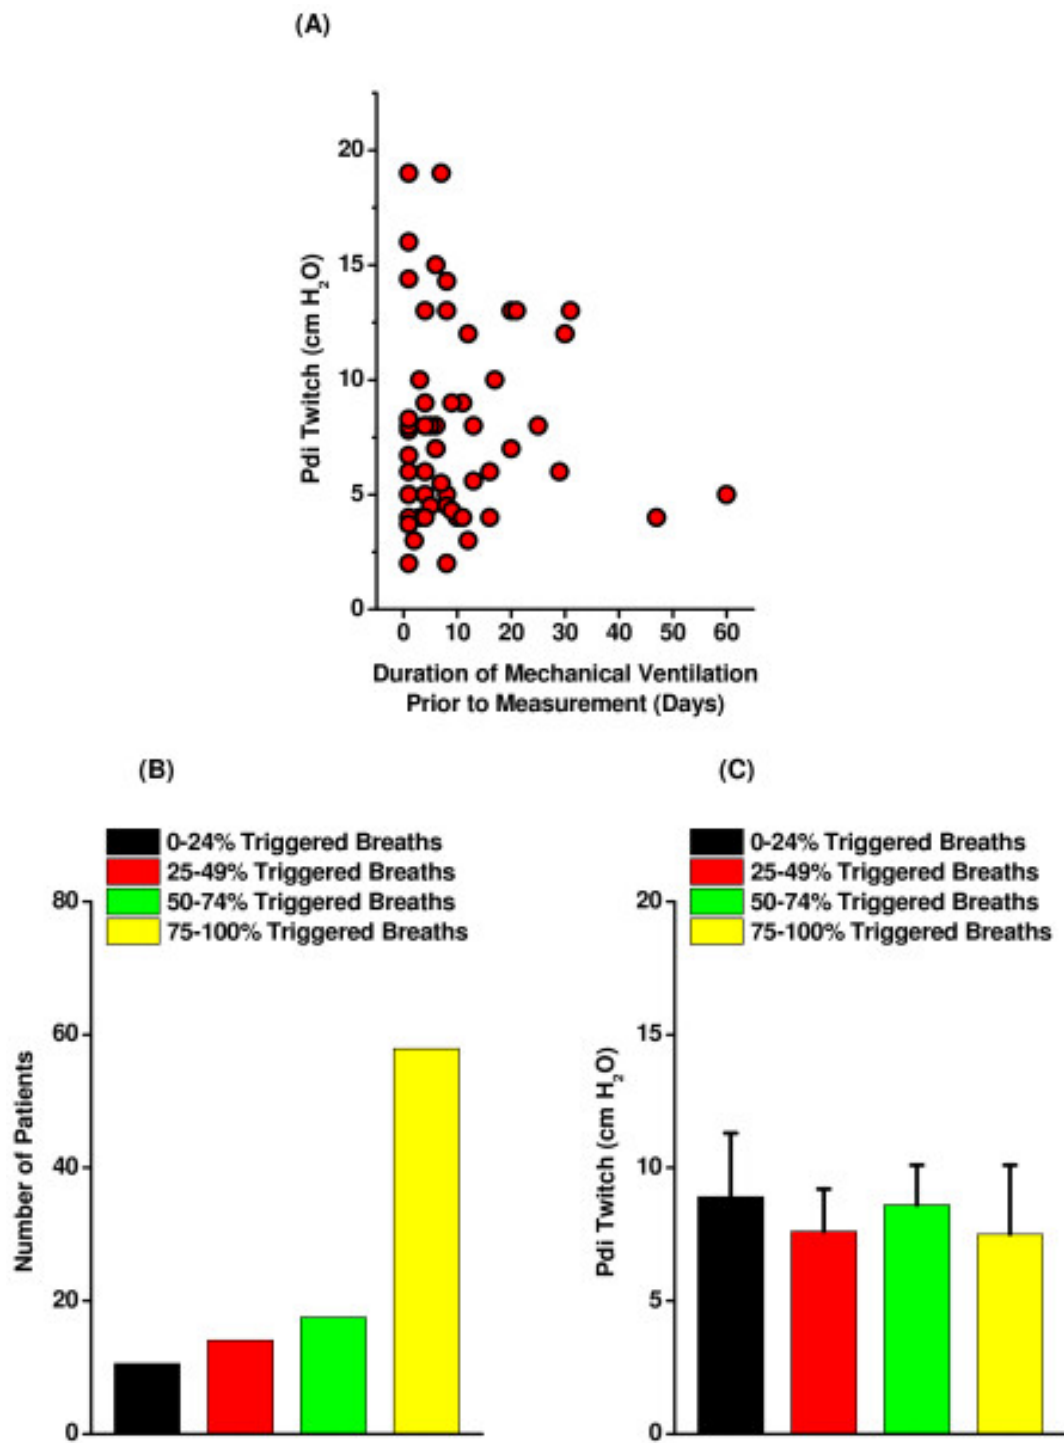 (A)
20
15
10
5
0
Pdi Twitch (cm H₂O)
0 10 20 30 40 50 60
Duration of Mechanical Ventilation
Prior to Measurement (Days)
(B)
0-24% Triggered Breaths
25-49% Triggered Breaths
50-74% Triggered Breaths
75-100% Triggered Breaths
80
60
40
20
0
Number of Patients
(C)
0-24% Triggered Breaths
25-49% Triggered Breaths
50-74% Triggered Breaths
75-100% Triggered Breaths
20
15
10
5
0
Pdi Twitch (cm H₂O)